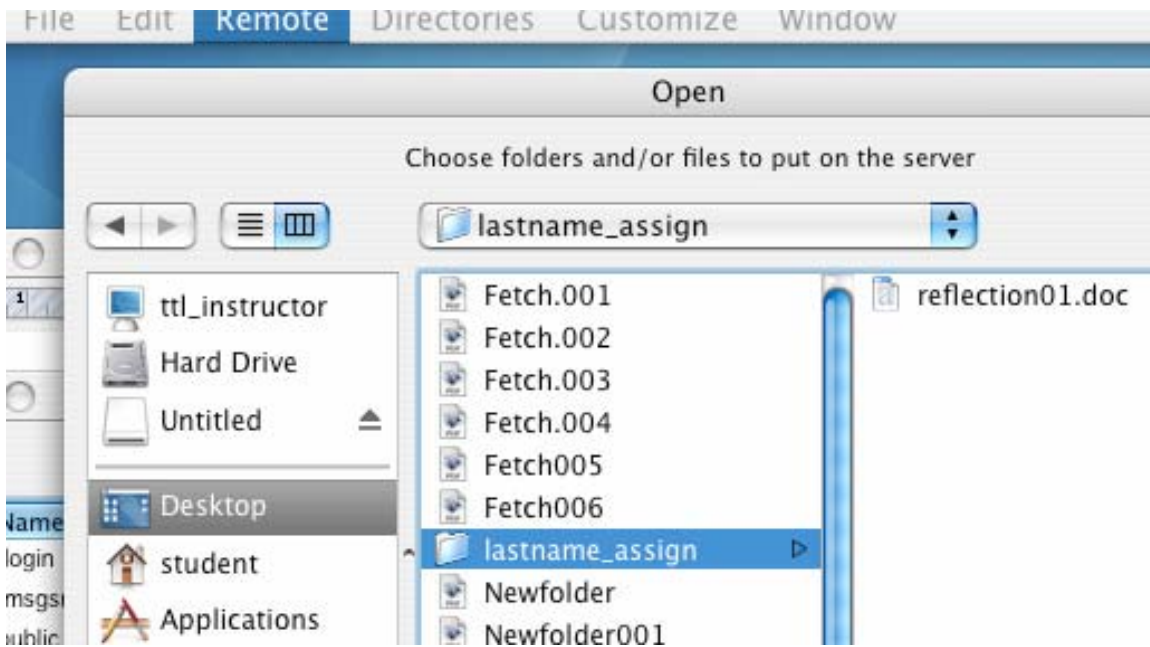 File Edit Remote Directories Customize Window
Open
Choose folders and/or files to put on the server
lastname_assign
1
ttl_instructor
Hard Drive
Untitled
Desktop
student
Applications
Fetch.001
Fetch.002
Fetch.003
Fetch.004
Fetch005
Fetch006
lastname_assign
Newfolder
Newfolder001
reflection01.doc
Name
login